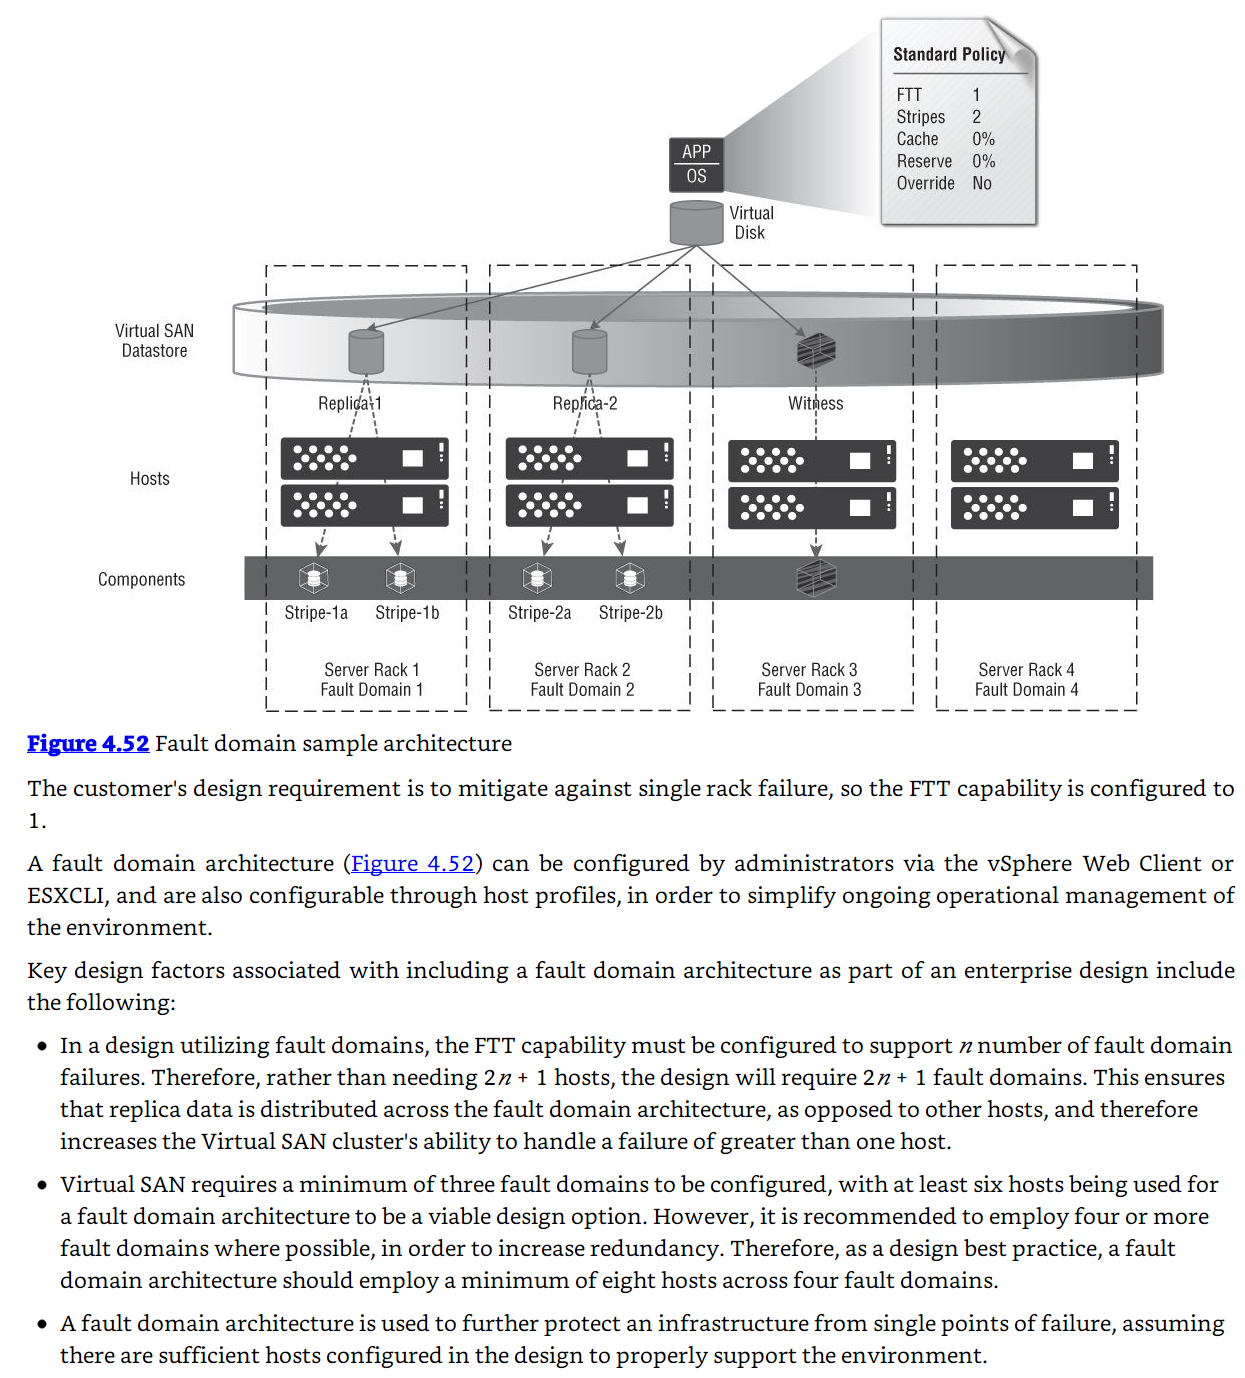 Standard Policy
FTT 1
Stripes 2
Cache 0%
Reserve 0%
Override No
APP
OS
Virtual
Disk
Virtual SAN
Datastore
Replica-1
Replica-2
Witness
Hosts
Components
Stripe-1a
Stripe-1b
Stripe-2a
Stripe-2b
Server Rack 1
Fault Domain 1
Server Rack 2
Fault Domain 2
Server Rack 3
Fault Domain 3
Server Rack 4
Fault Domain 4
Figure 4.52 Fault domain sample architecture
The customer's design requirement is to mitigate against single rack failure, so the FTT capability is configured to
1.
A fault domain architecture (Figure 4.52) can be configured by administrators via the vSphere Web Client or
ESXCLI, and are also configurable through host profiles, in order to simplify ongoing operational management of
the environment.
Key design factors associated with including a fault domain architecture as part of an enterprise design include
the following:
• In a design utilizing fault domains, the FTT capability must be configured to support n number of fault domain
failures. Therefore, rather than needing 2n + 1 hosts, the design will require 2n + 1 fault domains. This ensures
that replica data is distributed across the fault domain architecture, as opposed to other hosts, and therefore
increases the Virtual SAN cluster's ability to handle a failure of greater than one host.
• Virtual SAN requires a minimum of three fault domains to be configured, with at least six hosts being used for
a fault domain architecture to be a viable design option. However, it is recommended to employ four or more
fault domains where possible, in order to increase redundancy. Therefore, as a design best practice, a fault
domain architecture should employ a minimum of eight hosts across four fault domains.
• A fault domain architecture is used to further protect an infrastructure from single points of failure, assuming
there are sufficient hosts configured in the design to properly support the environment.